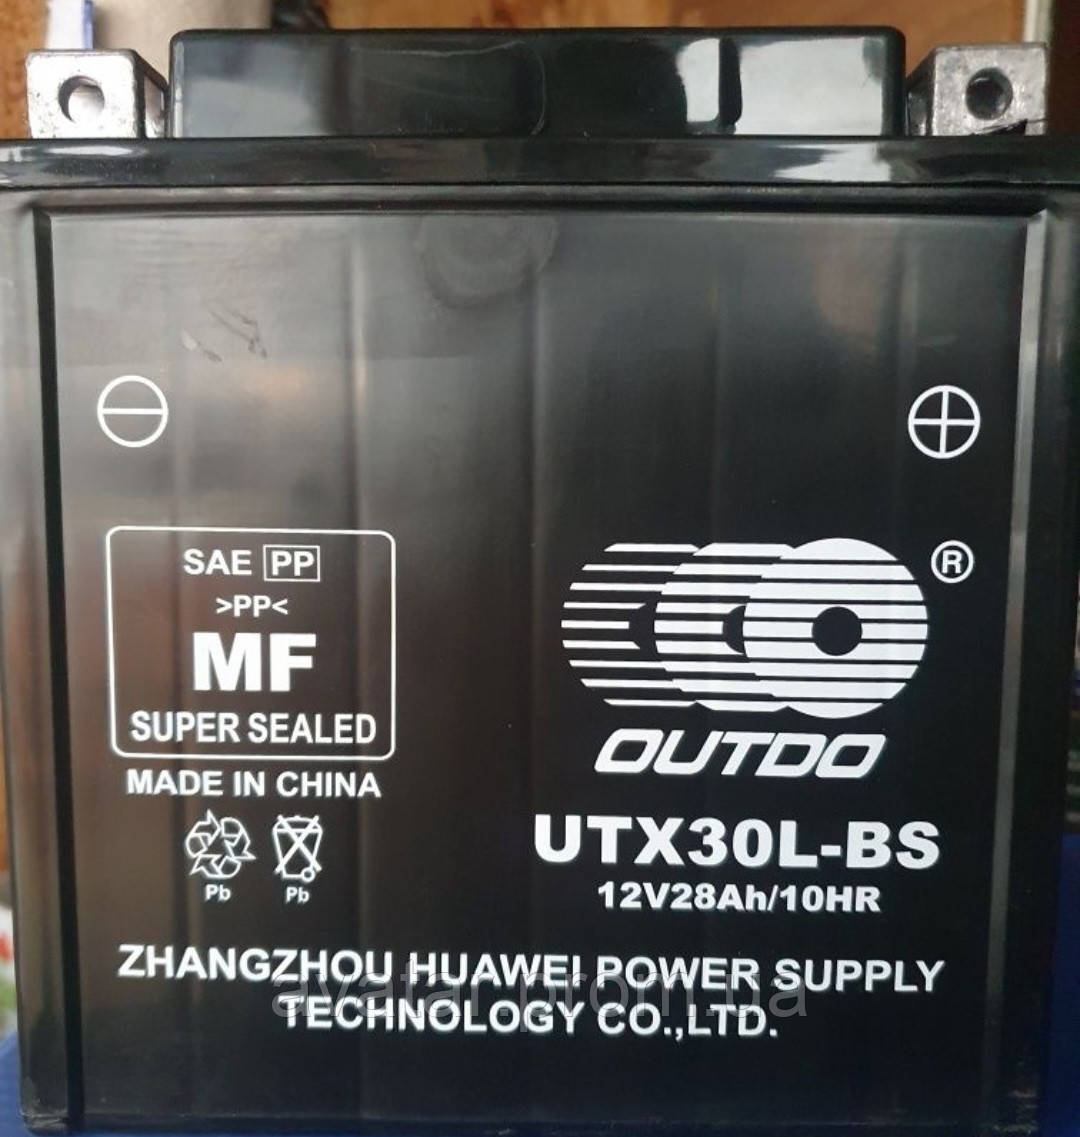 SAE PP
>PP<
MF
SUPER SEALED
MADE IN CHINA
Pb Pb
®
OUTDO
UTX30L-BS
12V28Ah/10HR
ZHANGZHOU HUAWEI POWER SUPPLY
TECHNOLOGY CO.,LTD.
avatar.prom.ua